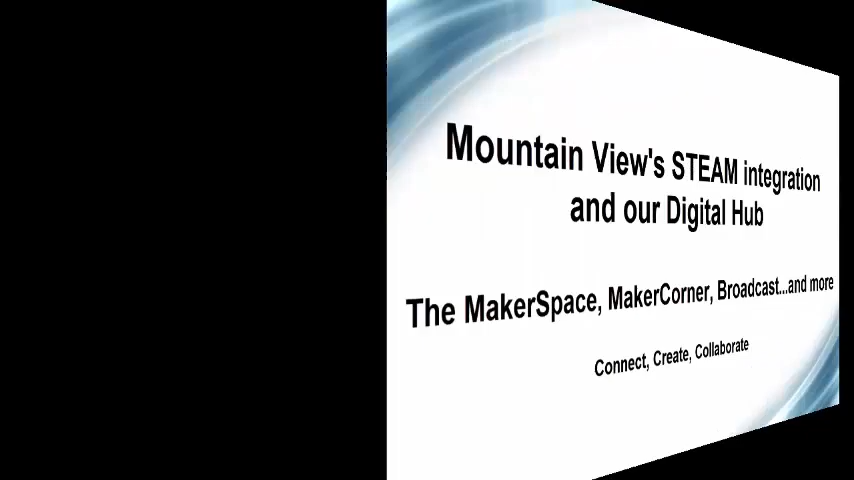 Mountain View's STEAM integration
and our Digital Hub
The MakerSpace, MakerCorner, Broadcast...and more
Connect, Create, Collaborate